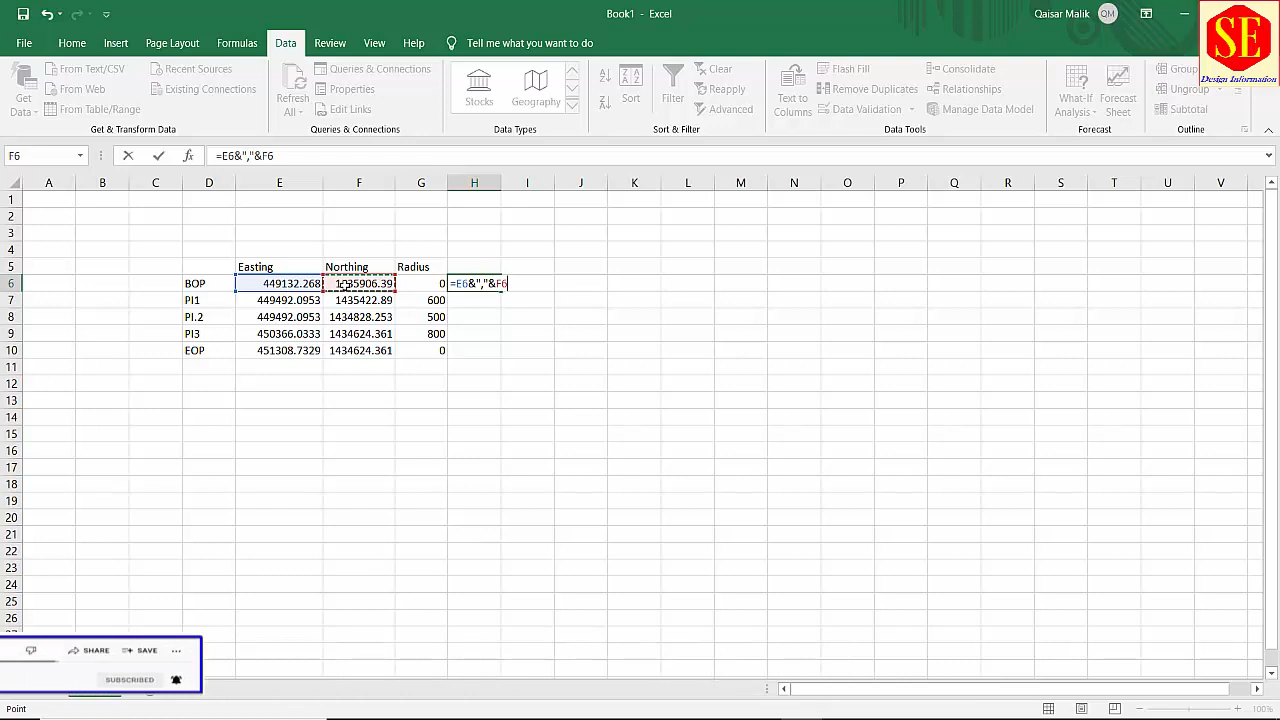 Book1 - Excel
Qaisar Malik QM
SE
Design Information
File Home Insert Page Layout Formulas Data Review View Help Tell me what you want to do
Get Data
From Text/CSV
From Web
From Table/Range
Recent Sources
Existing Connections
Get & Transform Data
Refresh All
Queries & Connections
Properties
Edit Links
Queries & Connections
Stocks
Geography
Data Types
Sort
Filter
Clear
Reapply
Advanced
Sort & Filter
Text to Columns
Flash Fill
Remove Duplicates
Data Validation
Consolidate
Relationships
Manage Data Model
Data Tools
What-If Analysis
Forecast Sheet
Forecast
Group
Ungroup
Subtotal
Outline
F6 fx =E6&","&F6
A B C D E F G H I J K L M N O P Q R S T U V
1
2
3
4
5 Easting Northing Radius
6 BOP 449132.268 1435906.39 0 =E6&","&F6
7 PI1 449492.0953 1435422.89 600
8 PI.2 449492.0953 1434828.253 500
9 PI3 450366.0333 1434624.361 800
10 EOP 451308.7329 1434624.361 0
11
12
13
14
15
16
17
18
19
20
21
22
23
24
25
26
SHARE SAVE
SUBSCRIBED
Point
100%